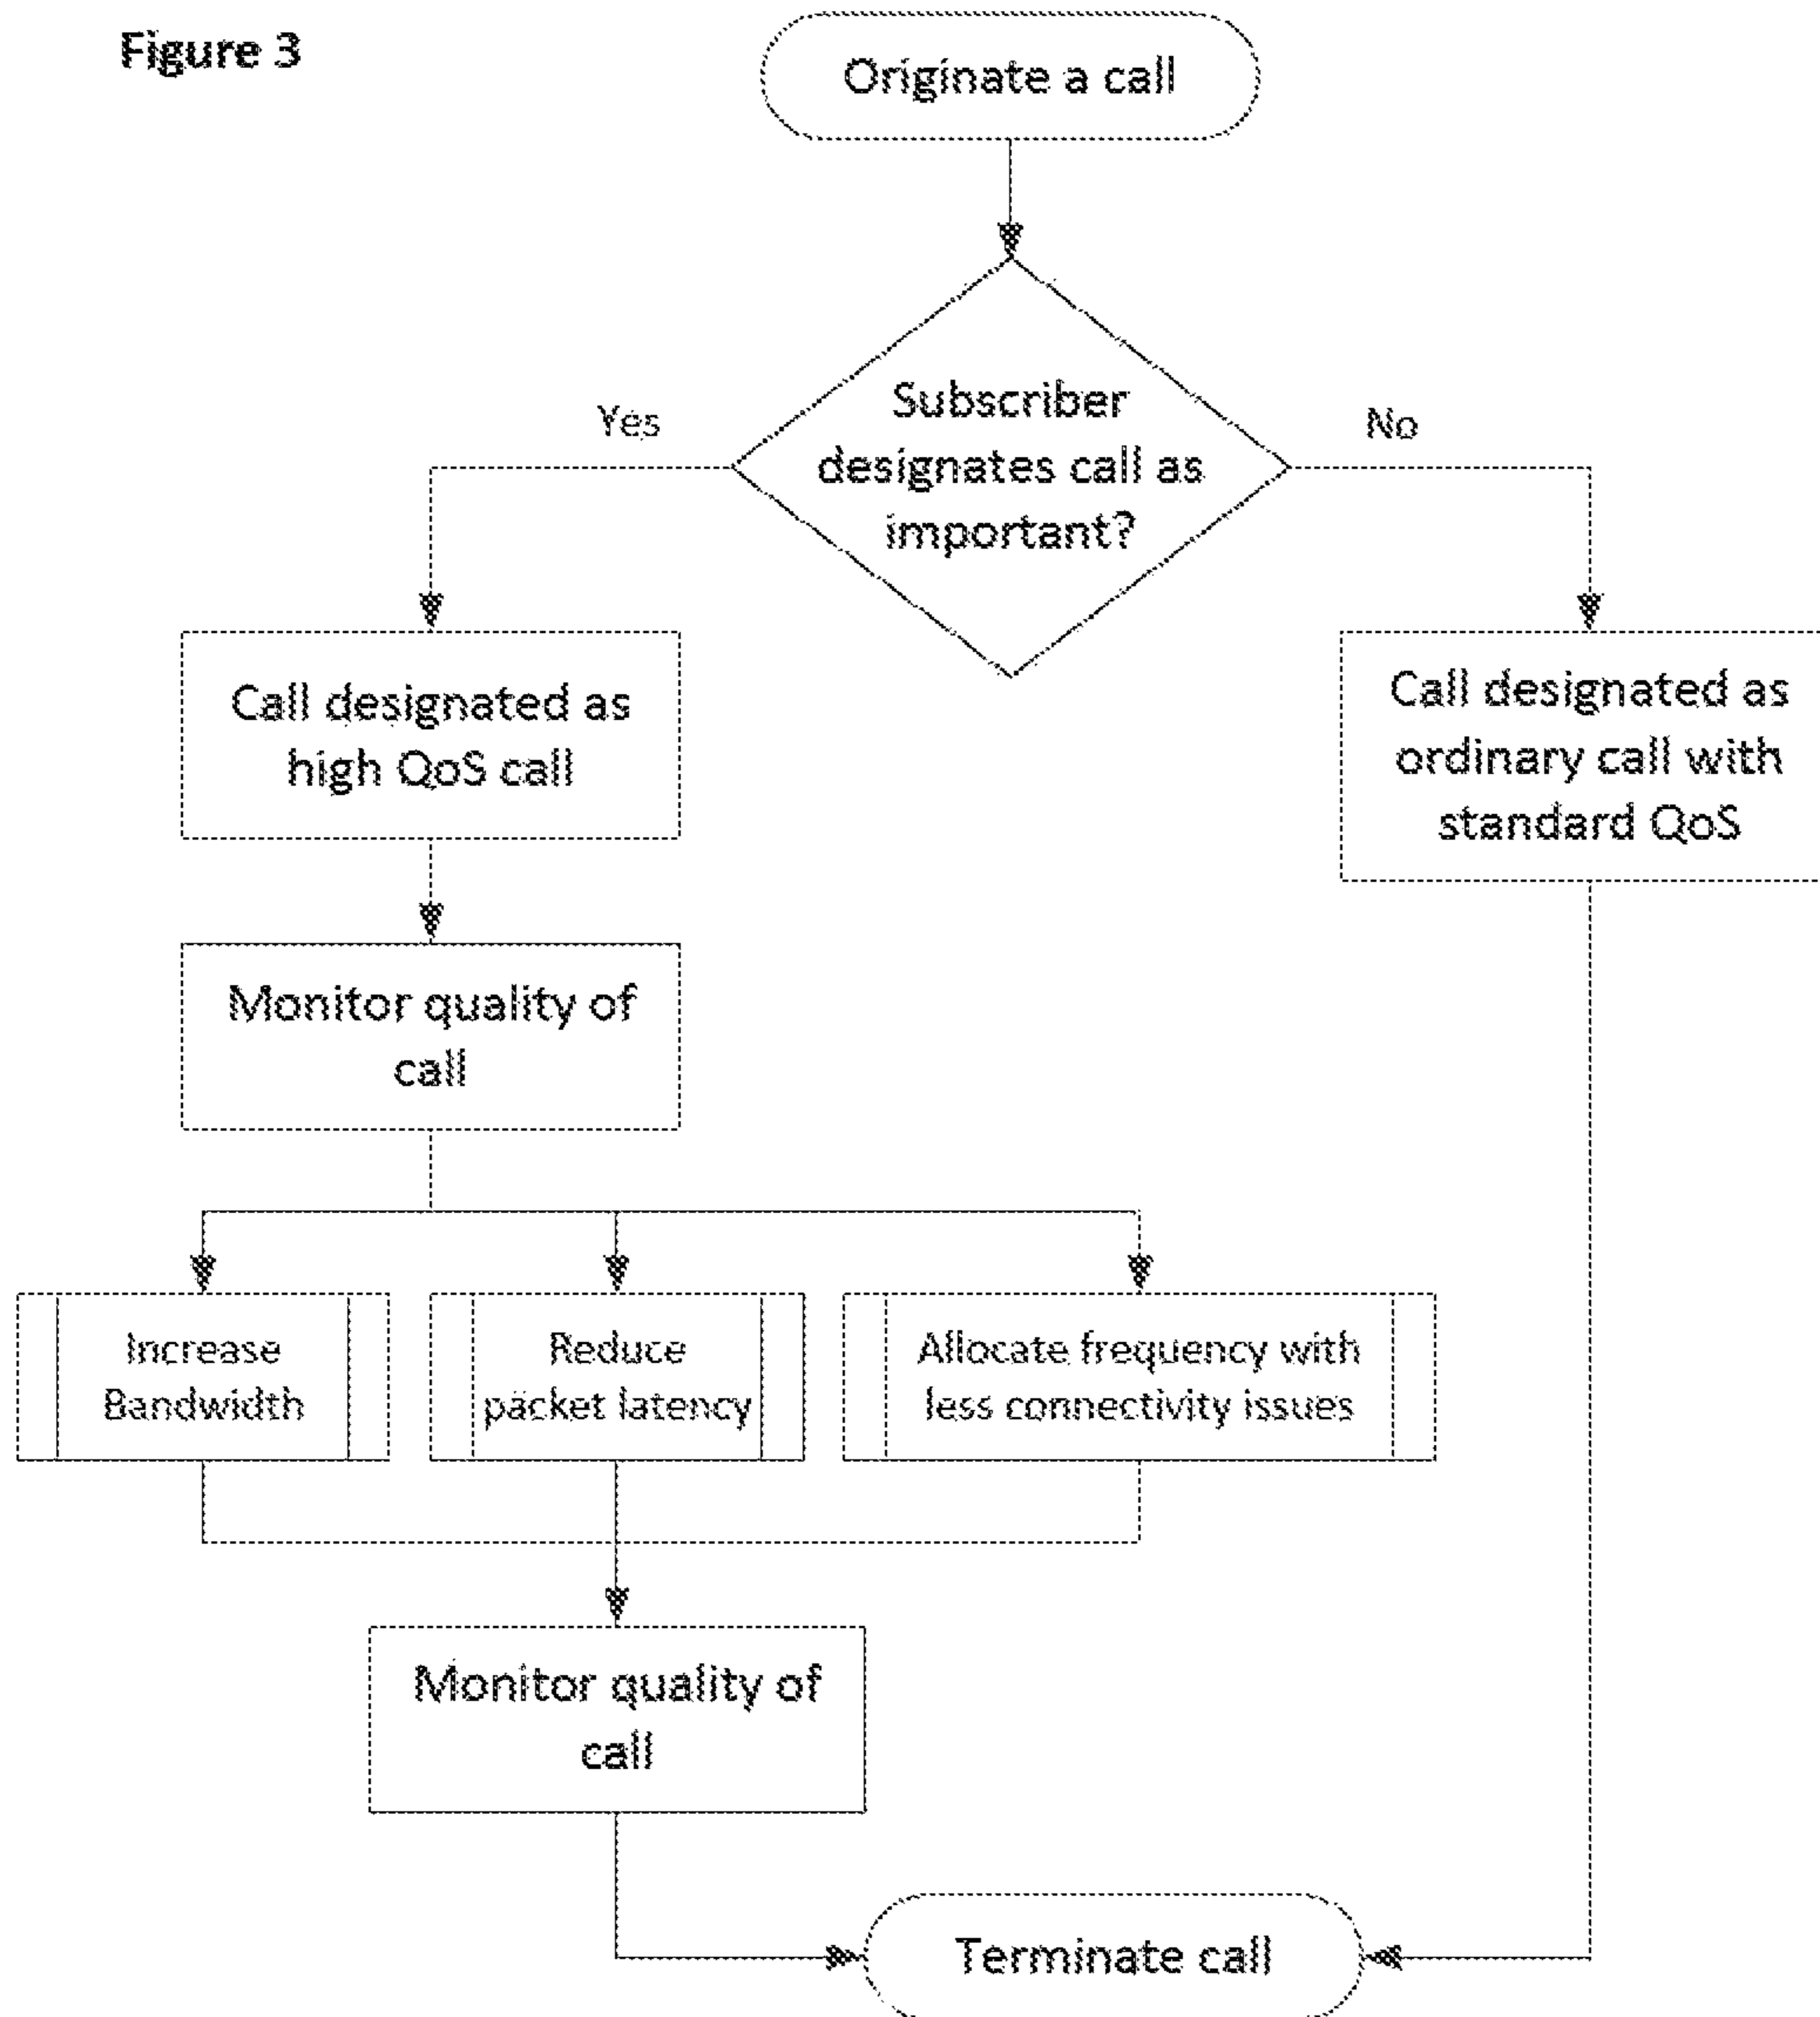 Figure 3
Originate a call
Subscriber
designates call as
important?
Yes
No
Call designated as
high QoS call
Call designated as
ordinary call with
standard QoS
Monitor quality of
call
Increase
Bandwidth
Reduce
packet latency
Allocate frequency with
less connectivity issues
Monitor quality of
call
Terminate call